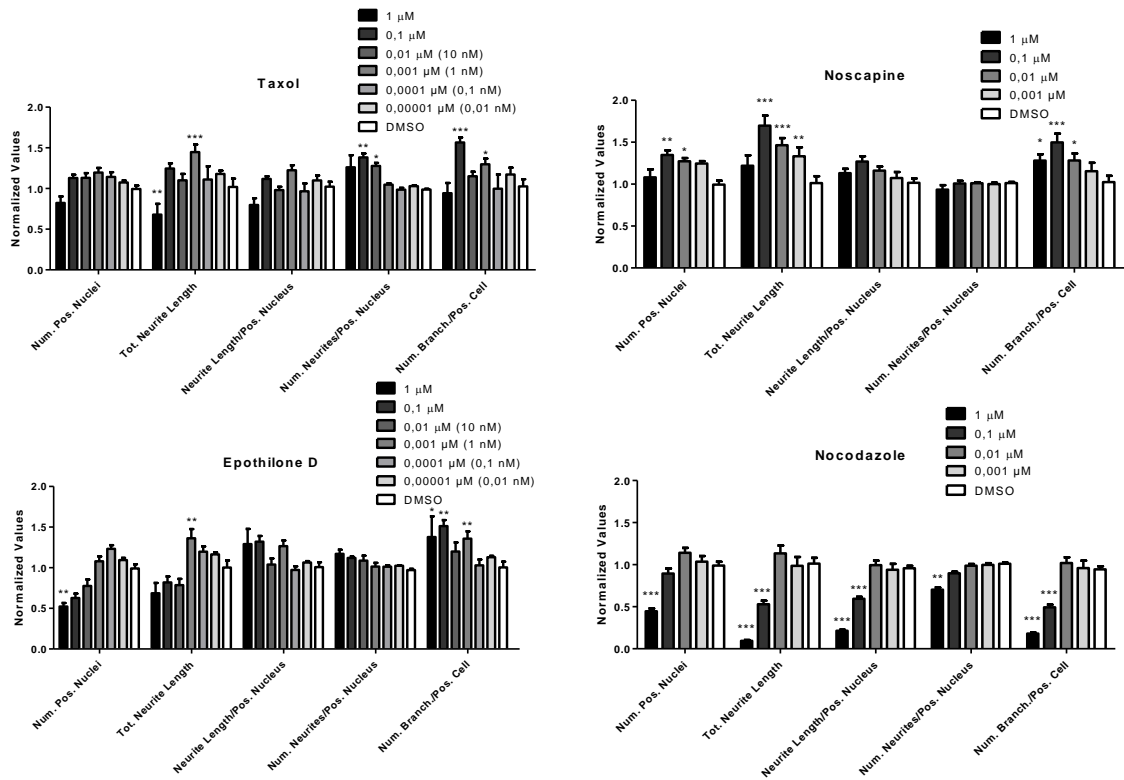 Taxol
1 µM
0,1 µM
0,01 µM (10 nM)
0,001 µM (1 nM)
0,0001 µM (0,1 nM)
0,00001 µM (0,01 nM)
DMSO
Normalized Values
2.0
1.5
1.0
0.5
0.0
**
***
**
*
***
*
Num. Pos. Nuclei
Tot. Neurite Length
Neurite Length/Pos. Nucleus
Num. Neurites/Pos. Nucleus
Num. Branch./Pos. Cell
Noscapine
1 µM
0,1 µM
0,01 µM
0,001 µM
DMSO
Normalized Values
2.0
1.5
1.0
0.5
0.0
**
*
***
***
**
*
***
*
Num. Pos. Nuclei
Tot. Neurite Length
Neurite Length/Pos. Nucleus
Num. Neurites/Pos. Nucleus
Num. Branch./Pos. Cell
Epothilone D
1 µM
0,1 µM
0,01 µM (10 nM)
0,001 µM (1 nM)
0,0001 µM (0,1 nM)
0,00001 µM (0,01 nM)
DMSO
Normalized Values
2.0
1.5
1.0
0.5
0.0
**
**
*
**
**
Num. Pos. Nuclei
Tot. Neurite Length
Neurite Length/Pos. Nucleus
Num. Neurites/Pos. Nucleus
Num. Branch./Pos. Cell
Nocodazole
1 µM
0,1 µM
0,01 µM
0,001 µM
DMSO
Normalized Values
2.0
1.5
1.0
0.5
0.0
***
***
***
***
***
**
***
***
Num. Pos. Nuclei
Tot. Neurite Length
Neurite Length/Pos. Nucleus
Num. Neurites/Pos. Nucleus
Num. Branch./Pos. Cell